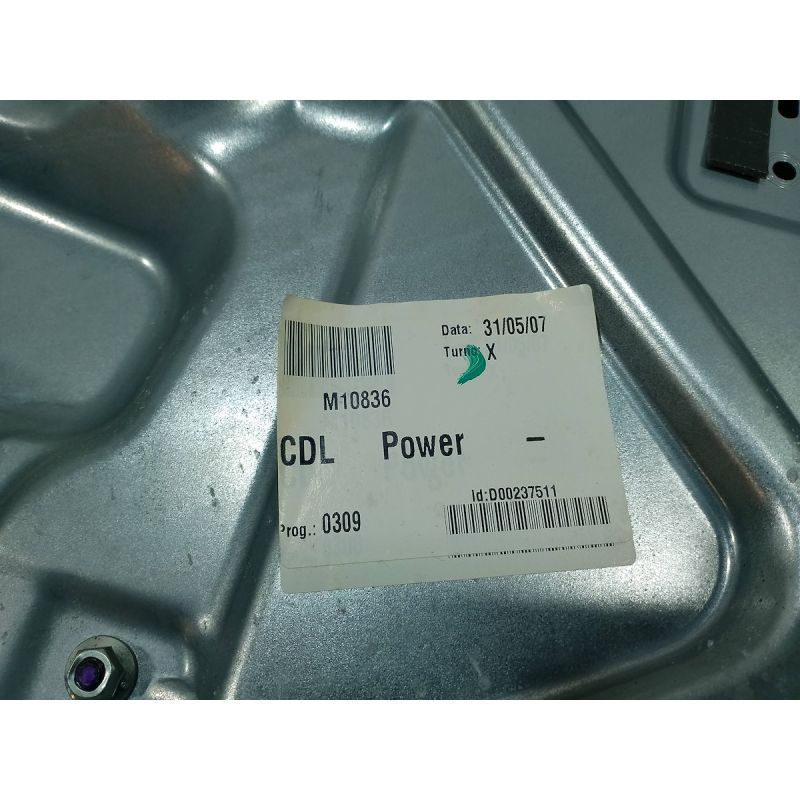 Data: 31/05/07
Turno: X
M10836
CDL Power -
Id:D00237511
Prog.: 0309